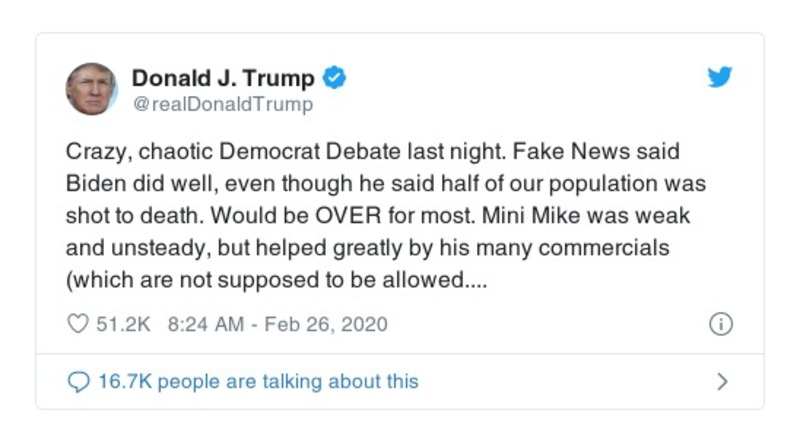 Donald J. Trump
@realDonaldTrump
Crazy, chaotic Democrat Debate last night. Fake News said
Biden did well, even though he said half of our population was
shot to death. Would be OVER for most. Mini Mike was weak
and unsteady, but helped greatly by his many commercials
(which are not supposed to be allowed....
51.2K 8:24 AM - Feb 26, 2020
16.7K people are talking about this